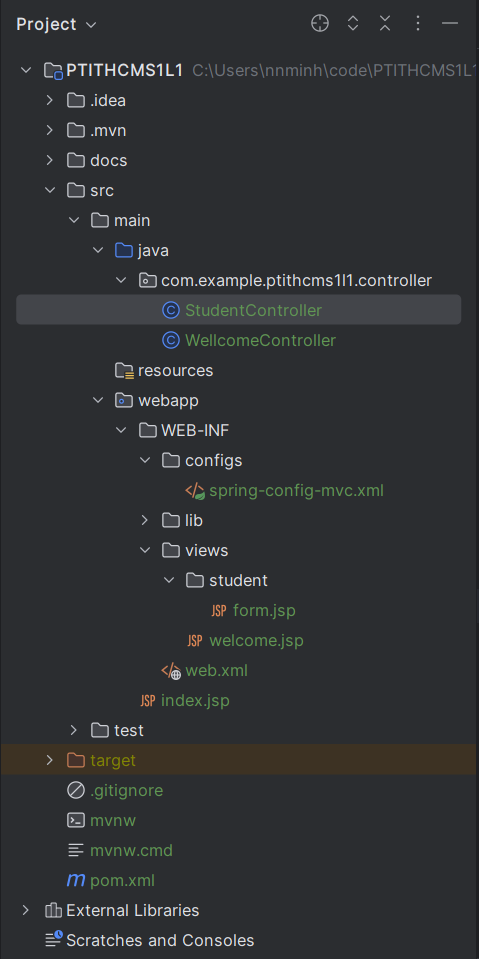 Project
PTITHCMS1L1 C:\Users\nnminh\code\PTITHCMS1L1
.idea
.mvn
docs
src
main
java
com.example.ptithcms1l1.controller
StudentController
WellcomeController
resources
webapp
WEB-INF
configs
spring-config-mvc.xml
lib
views
student
JSP form.jsp
JSP welcome.jsp
web.xml
JSP index.jsp
test
target
.gitignore
mvnw
mvnw.cmd
m pom.xml
External Libraries
Scratches and Consoles